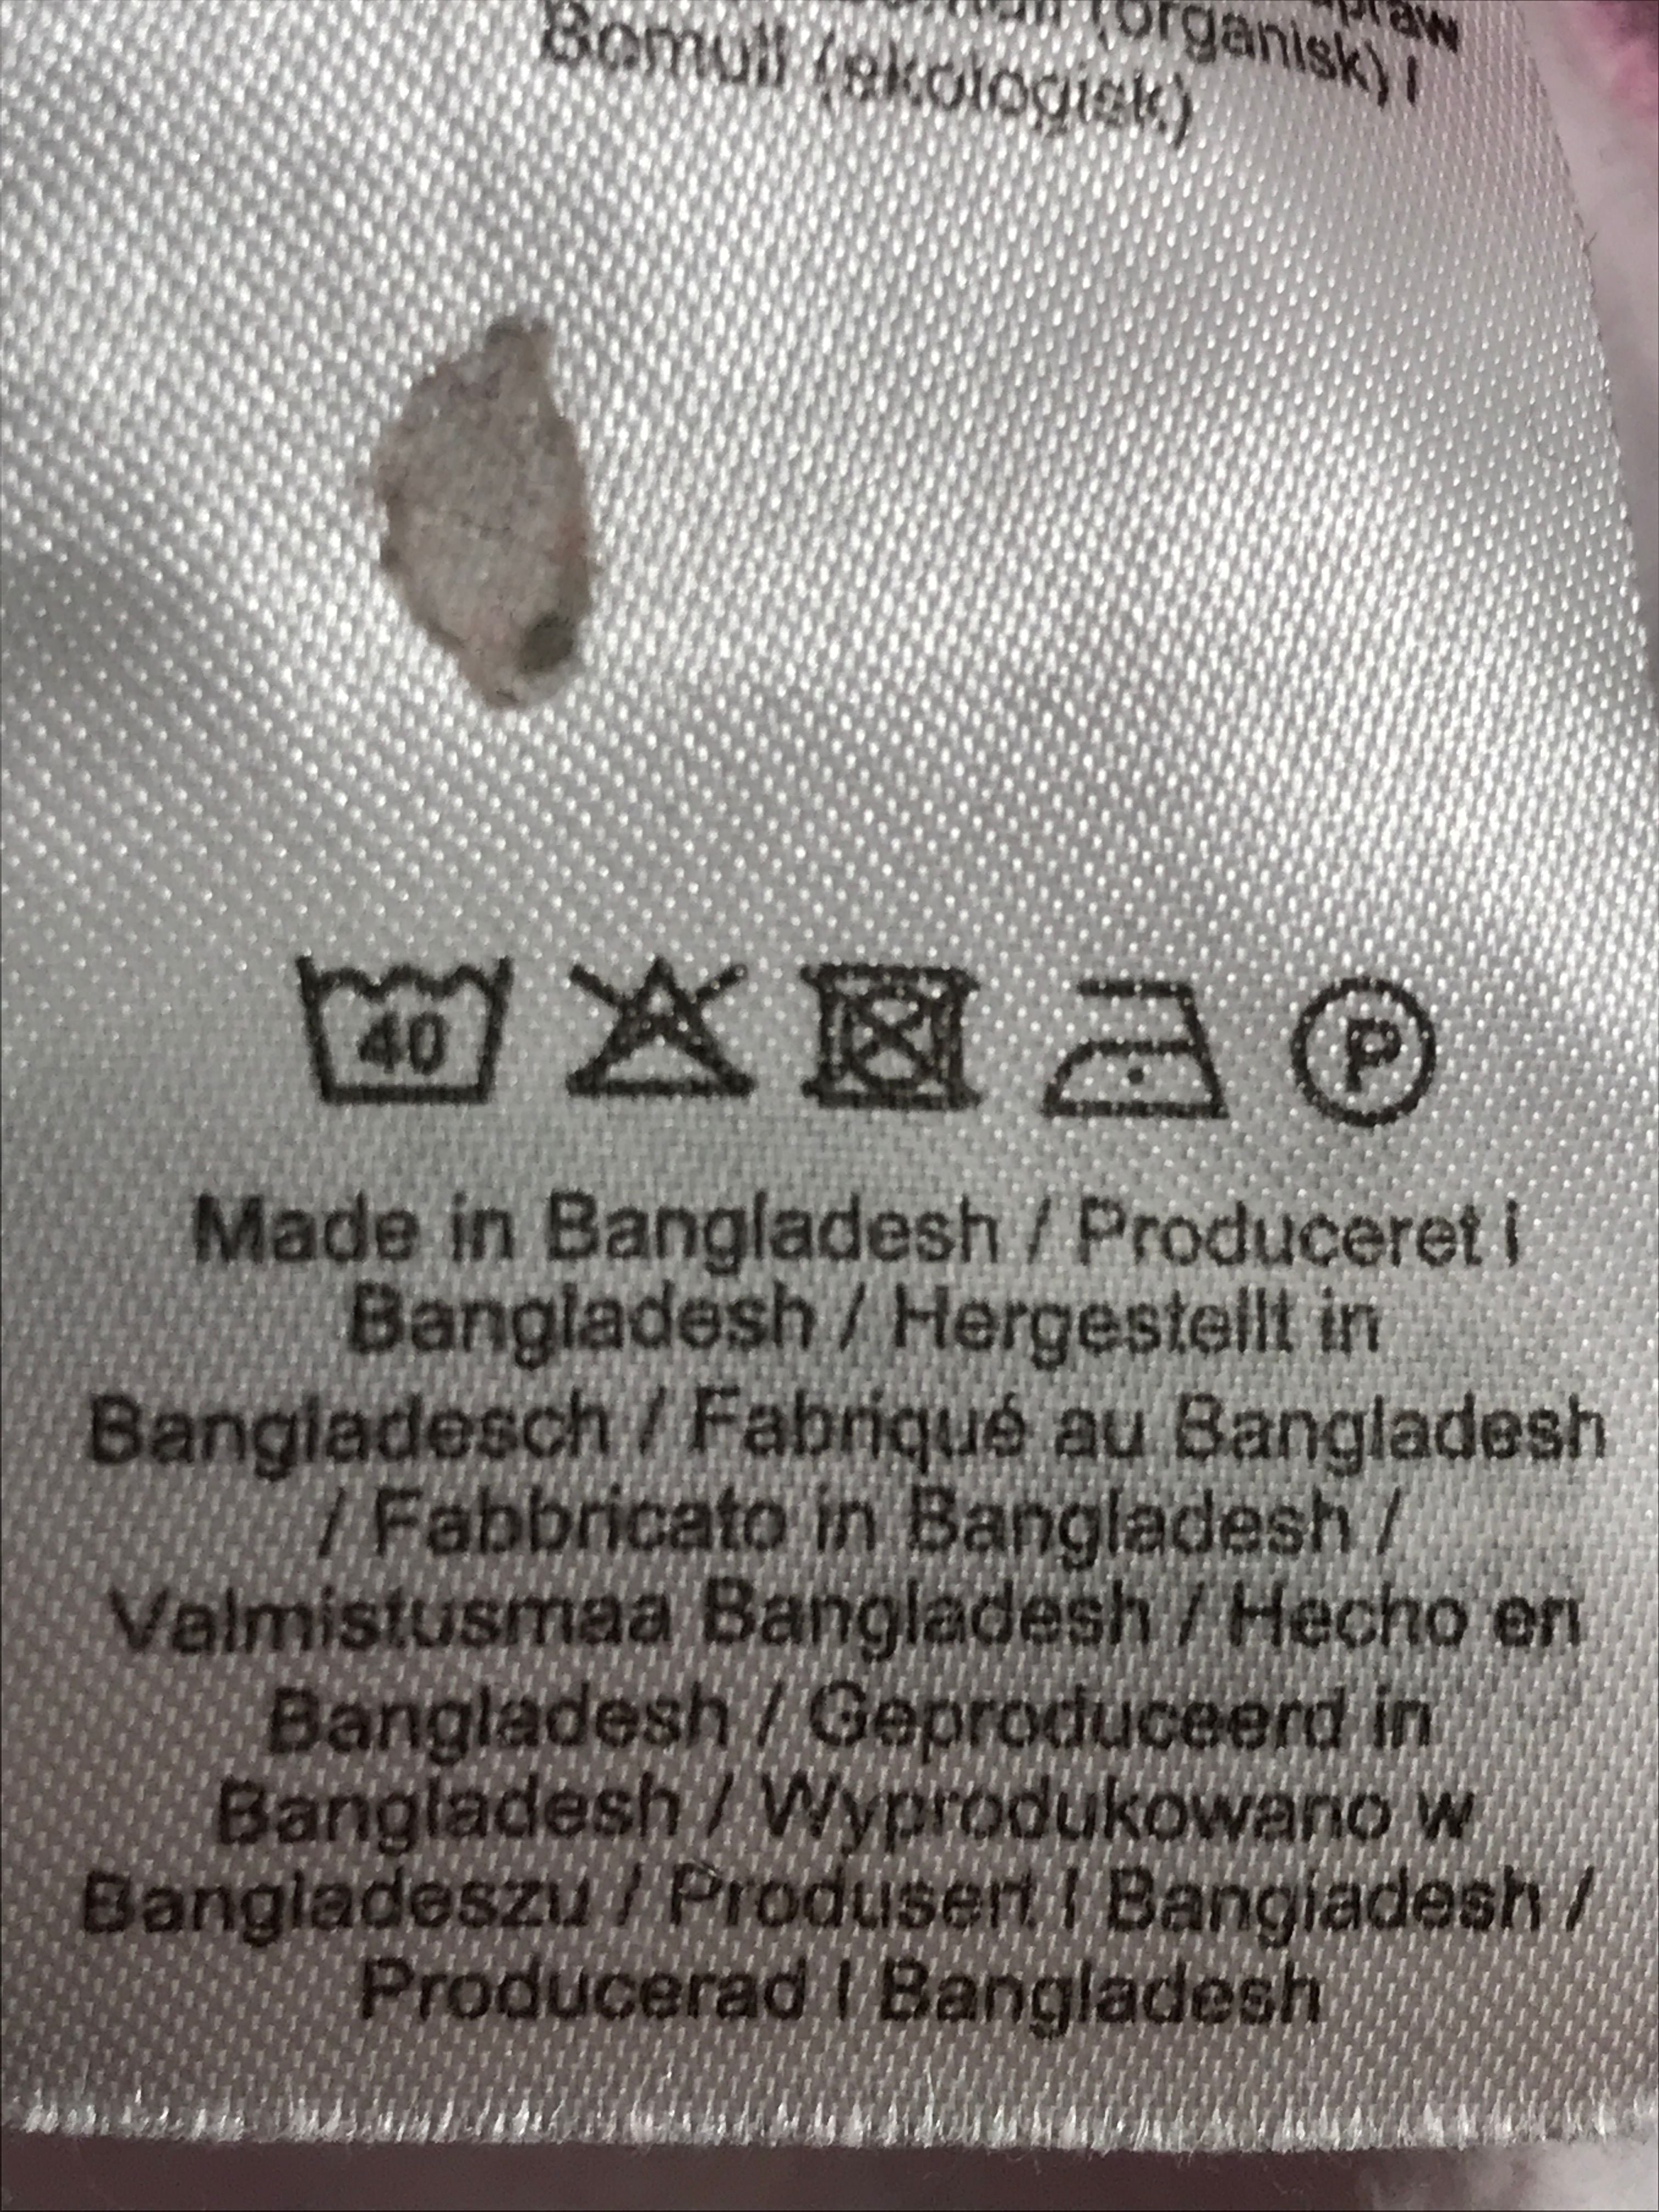 (organisk) /
Bomull (ekologisk)
40
P
Made in Bangladesh / Produceret i
Bangladesh / Hergestellt in
Bangladesch / Fabriqué au Bangladesh
/ Fabbricato in Bangladesh /
Valmistusmaa Bangladesh / Hecho en
Bangladesh / Geproduceerd in
Bangladesh / Wyprodukowano w
Bangladeszu / Produsert I Bangladesh /
Producerad I Bangladesh